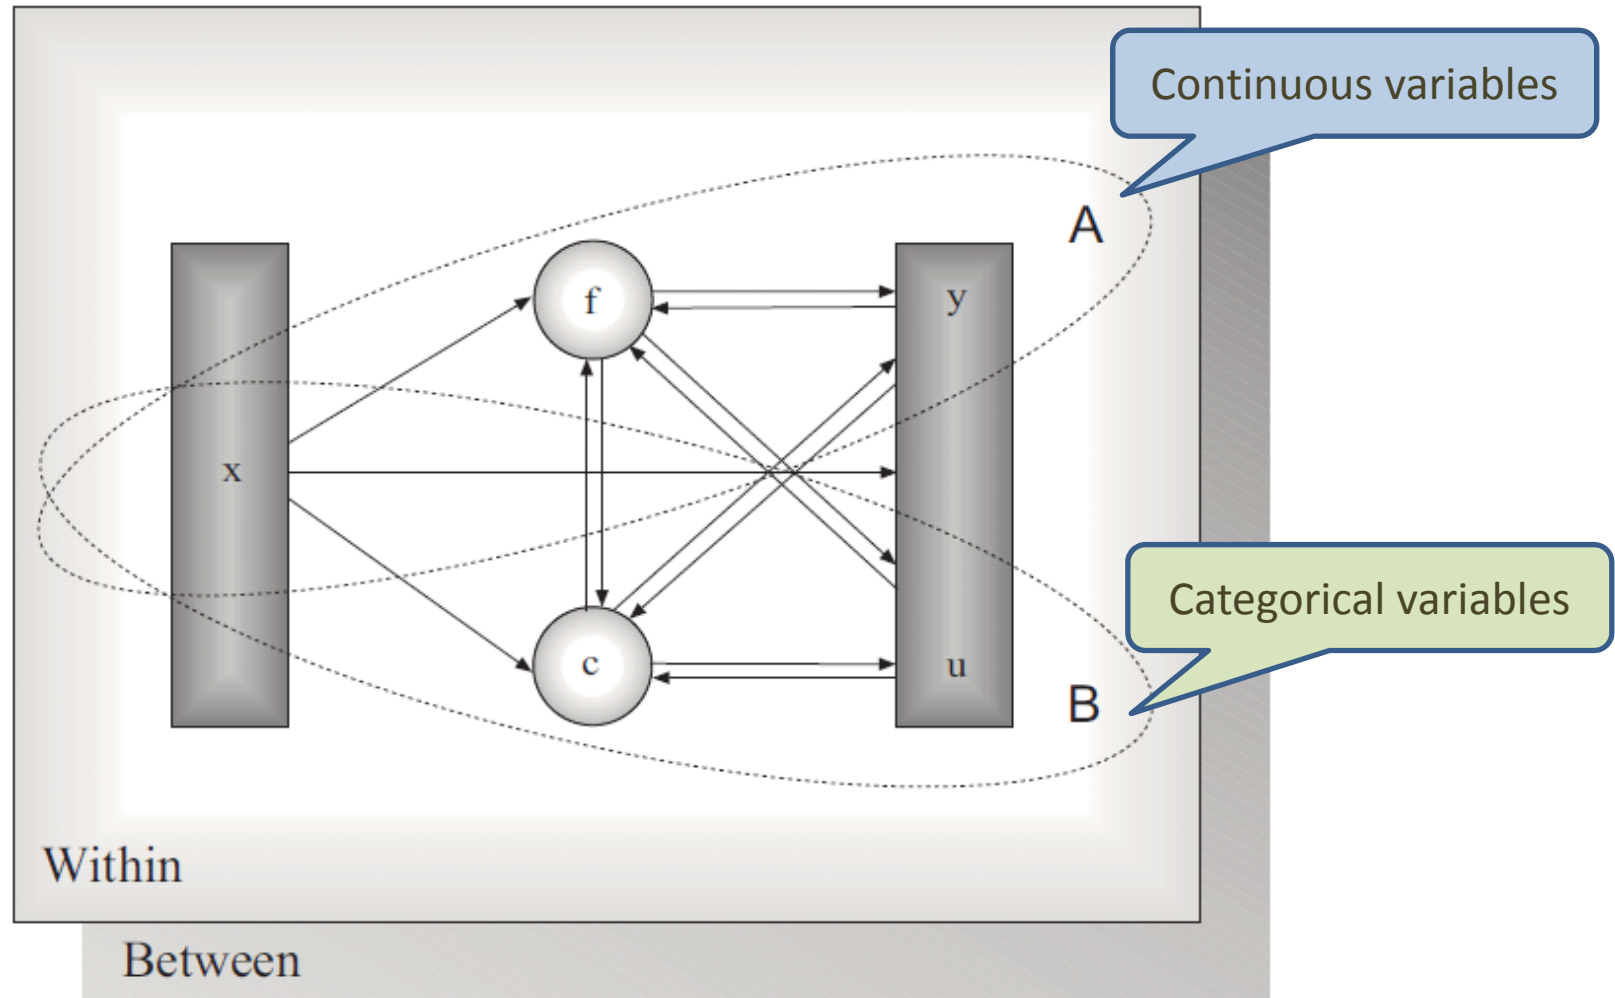 Continuous variables
A
f
y
x
Categorical variables
c
u
B
Within
Between